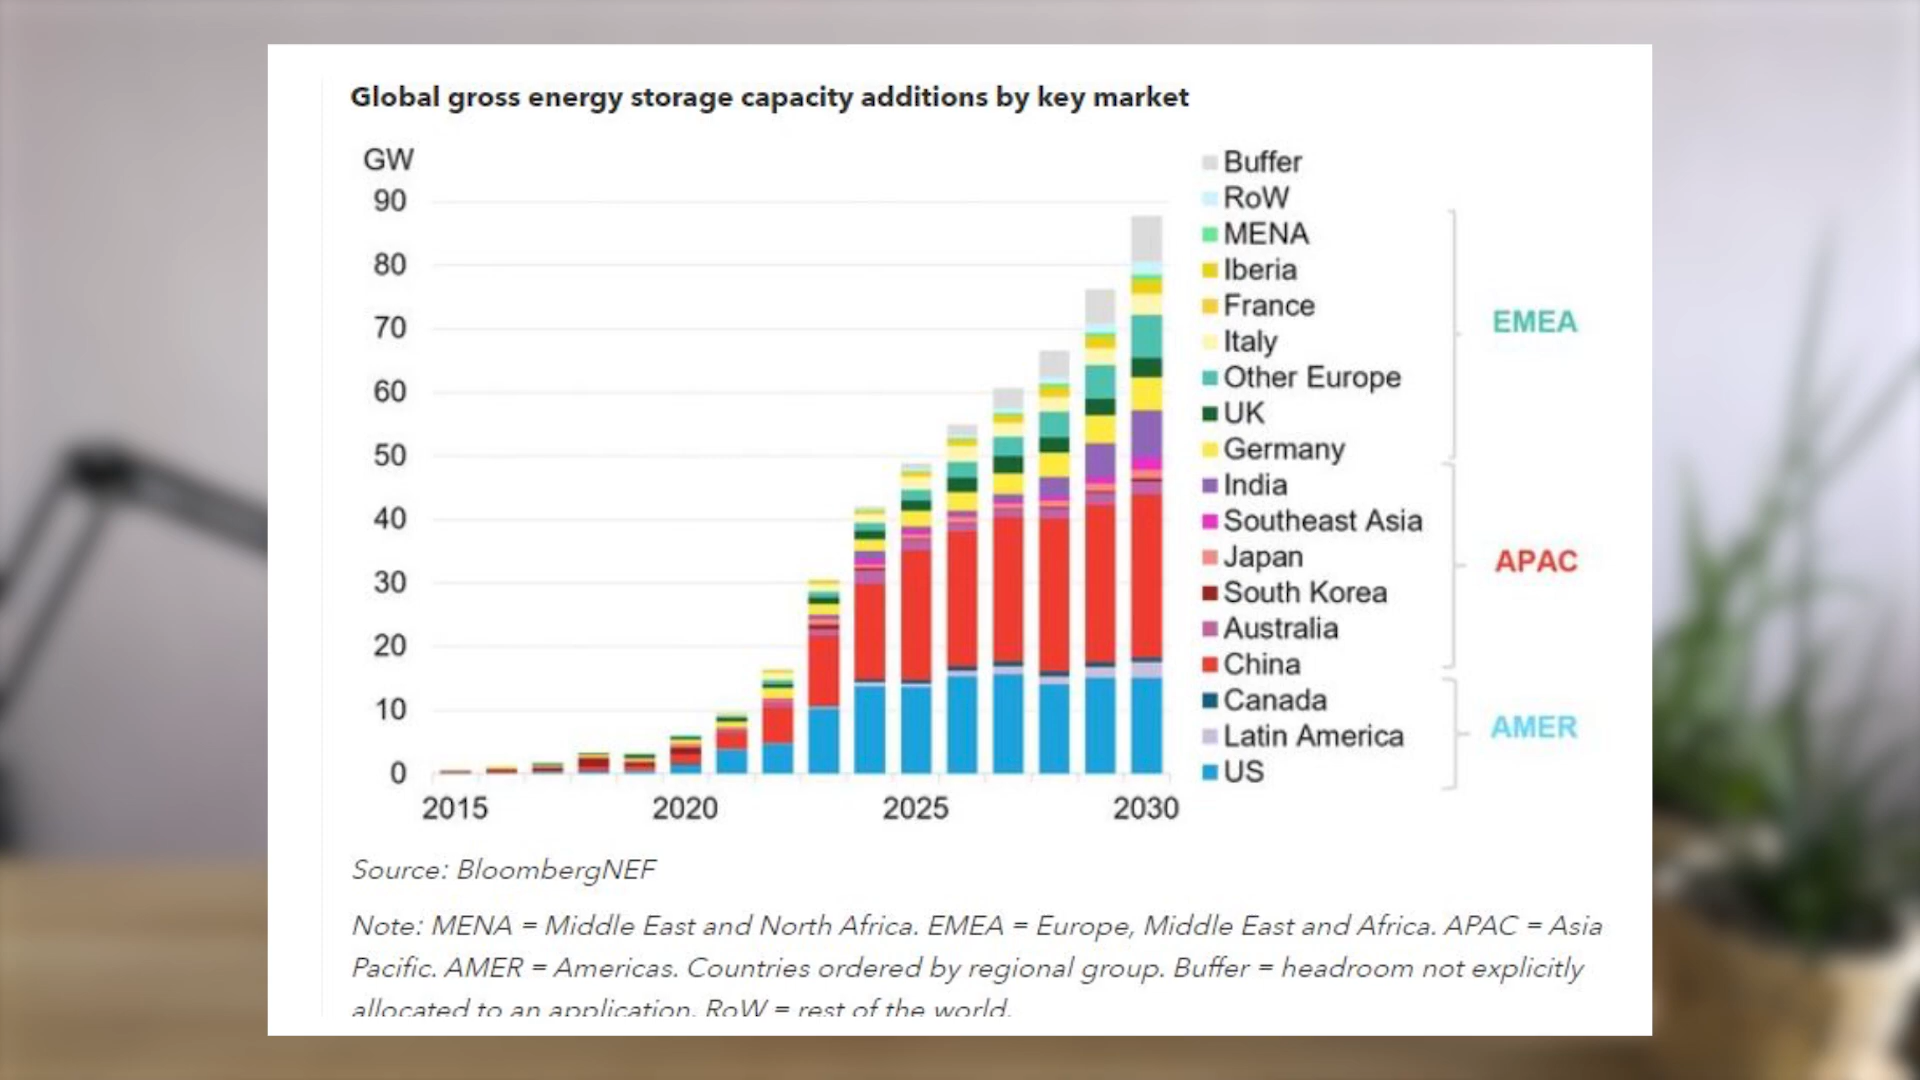 Global gross energy storage capacity additions by key market
GW
90
80
70
60
50
40
30
20
10
0
2015
2020
2025
2030
Buffer
RoW
MENA
Iberia
France
Italy
Other Europe
UK
Germany
India
Southeast Asia
Japan
South Korea
Australia
China
Canada
Latin America
US
EMEA
APAC
AMER
Source: BloombergNEF
Note: MENA = Middle East and North Africa. EMEA = Europe, Middle East and Africa. APAC = Asia
Pacific. AMER = Americas. Countries ordered by regional group. Buffer = headroom not explicitly
allocated to an application. RoW = rest of the world.